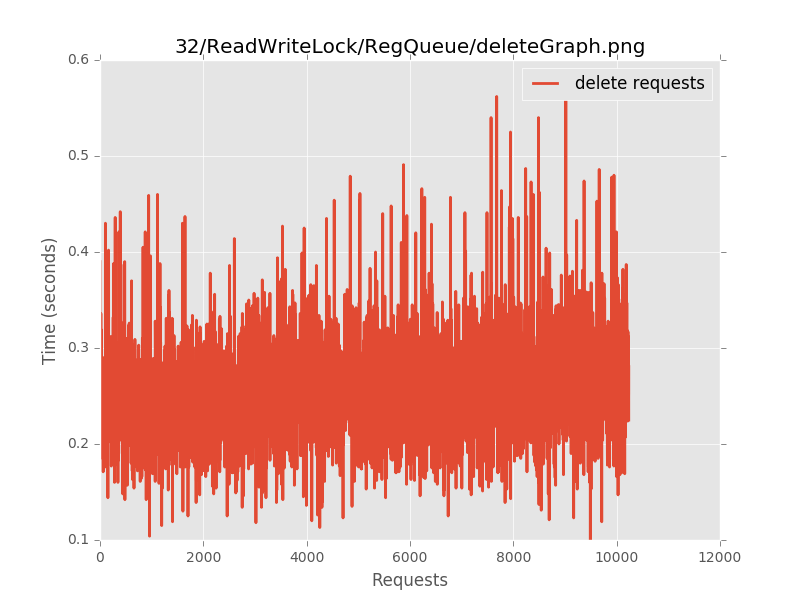 32/ReadWriteLock/RegQueue/deleteGraph.png
delete requests
0.6
0.5
0.4
0.3
0.2
0.1
Time (seconds)
0 2000 4000 6000 8000 10000 12000
Requests